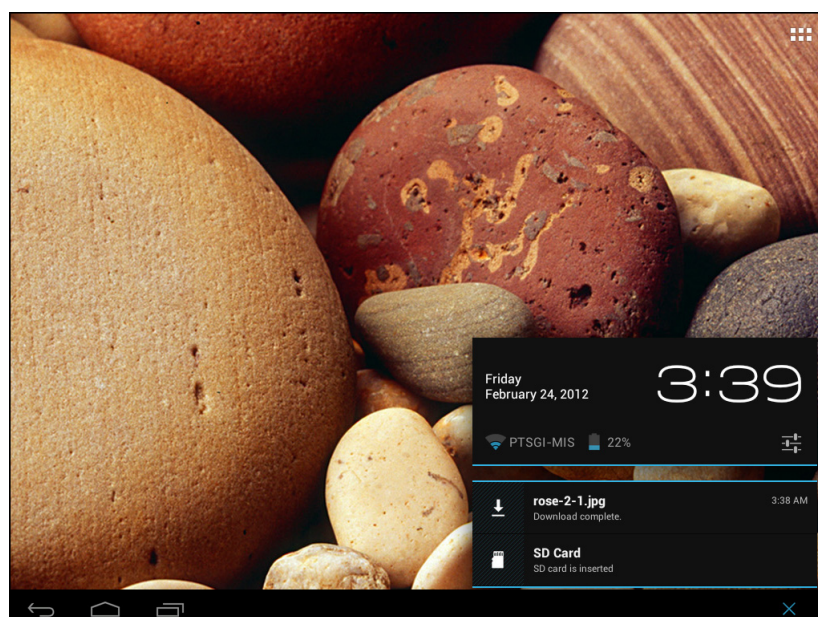 Friday
February 24, 2012
3:39
PTSGI-MIS 22%
rose-2-1.jpg 3:38 AM
Download complete.
SD Card
SD card is inserted